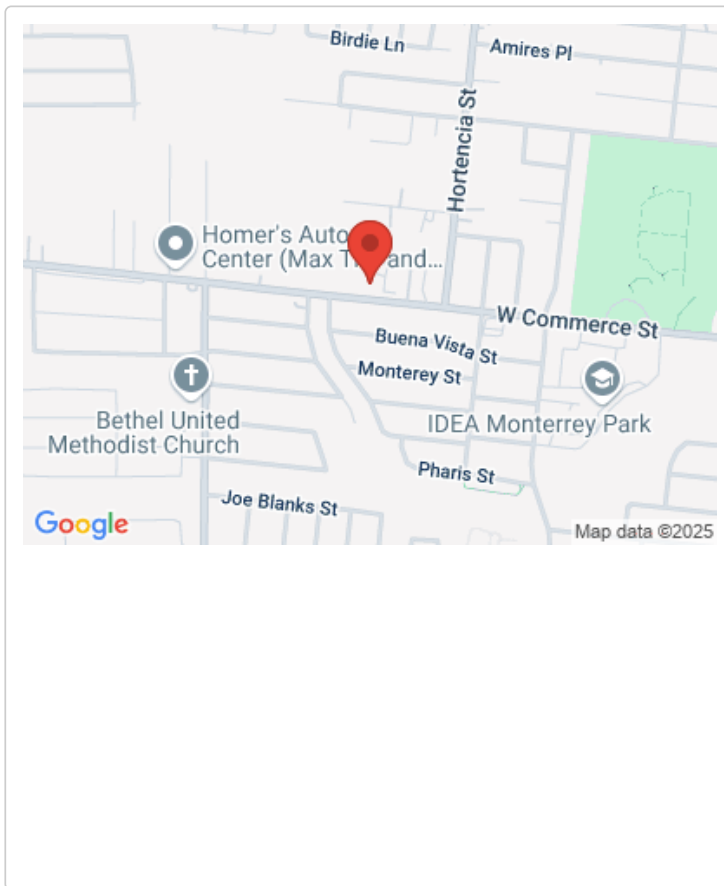 Birdie Ln
Amires Pl
Hortencia St
Homer's Auto
Center (Max and...
W Commerce St
Buena Vista St
Monterey St
Bethel United
Methodist Church
IDEA Monterrey Park
Pharis St
Joe Blanks St
Google
Map data ©2025